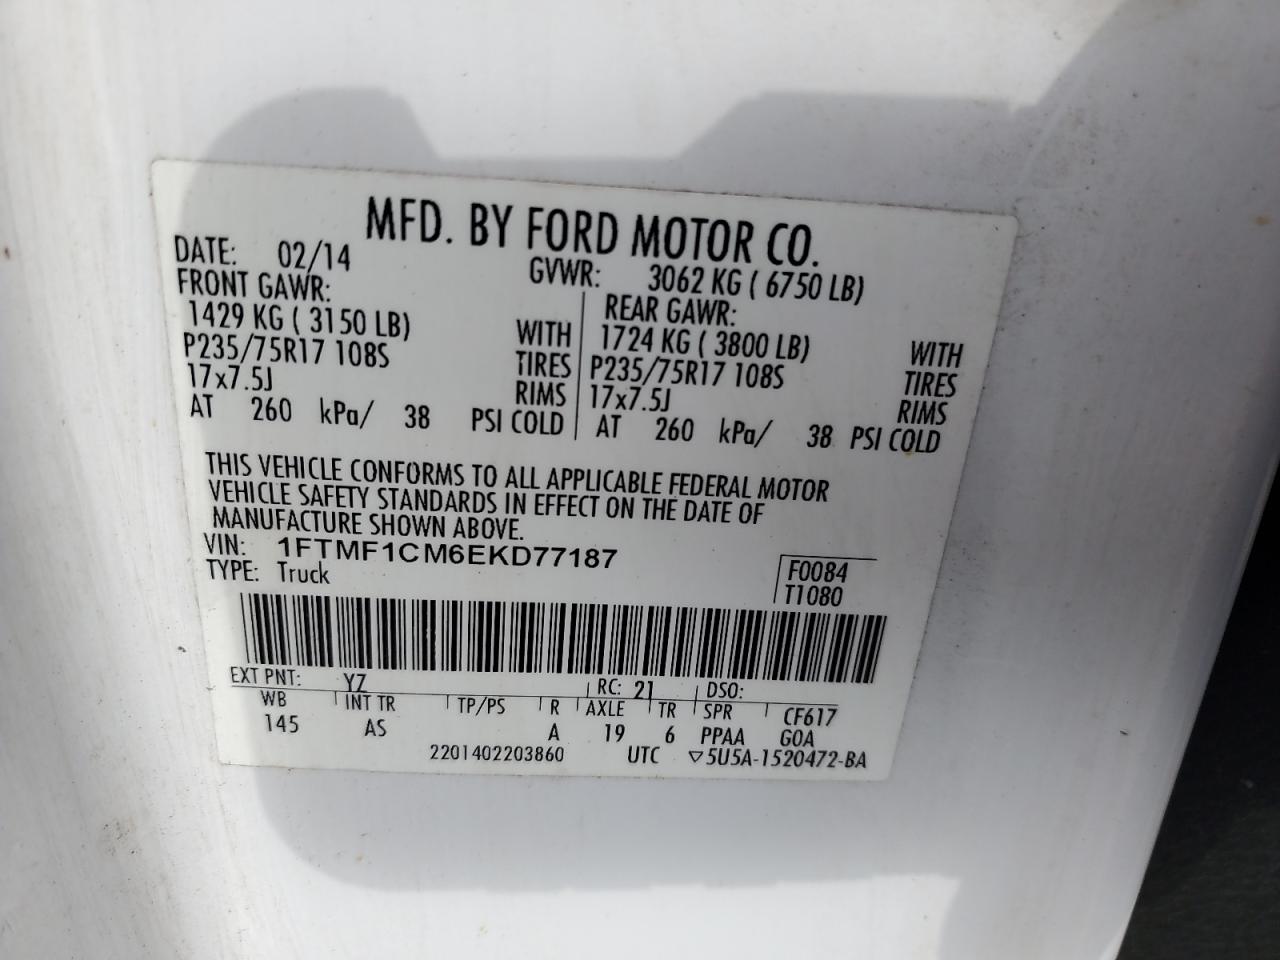 MFD. BY FORD MOTOR CO.
DATE: 02/14 GVWR: 3062 KG ( 6750 LB)
FRONT GAWR: REAR GAWR:
1429 KG ( 3150 LB) WITH 1724 KG ( 3800 LB) WITH
P235/75R17 108S TIRES P235/75R17 108S TIRES
17x7.5J RIMS 17x7.5J RIMS
AT 260 kPa/ 38 PSI COLD AT 260 kPa/ 38 PSI COLD
THIS VEHICLE CONFORMS TO ALL APPLICABLE FEDERAL MOTOR
VEHICLE SAFETY STANDARDS IN EFFECT ON THE DATE OF
MANUFACTURE SHOWN ABOVE.
VIN: 1FTMF1CM6EKD77187
TYPE: Truck
F0084
T1080
EXT PNT: YZ RC: 21 DSO:
WB INT TR TP/PS R AXLE TR SPR CF617
145 AS A 19 6 PPAA GOA
2201402203860 UTC ▽5U5A-1520472-BA